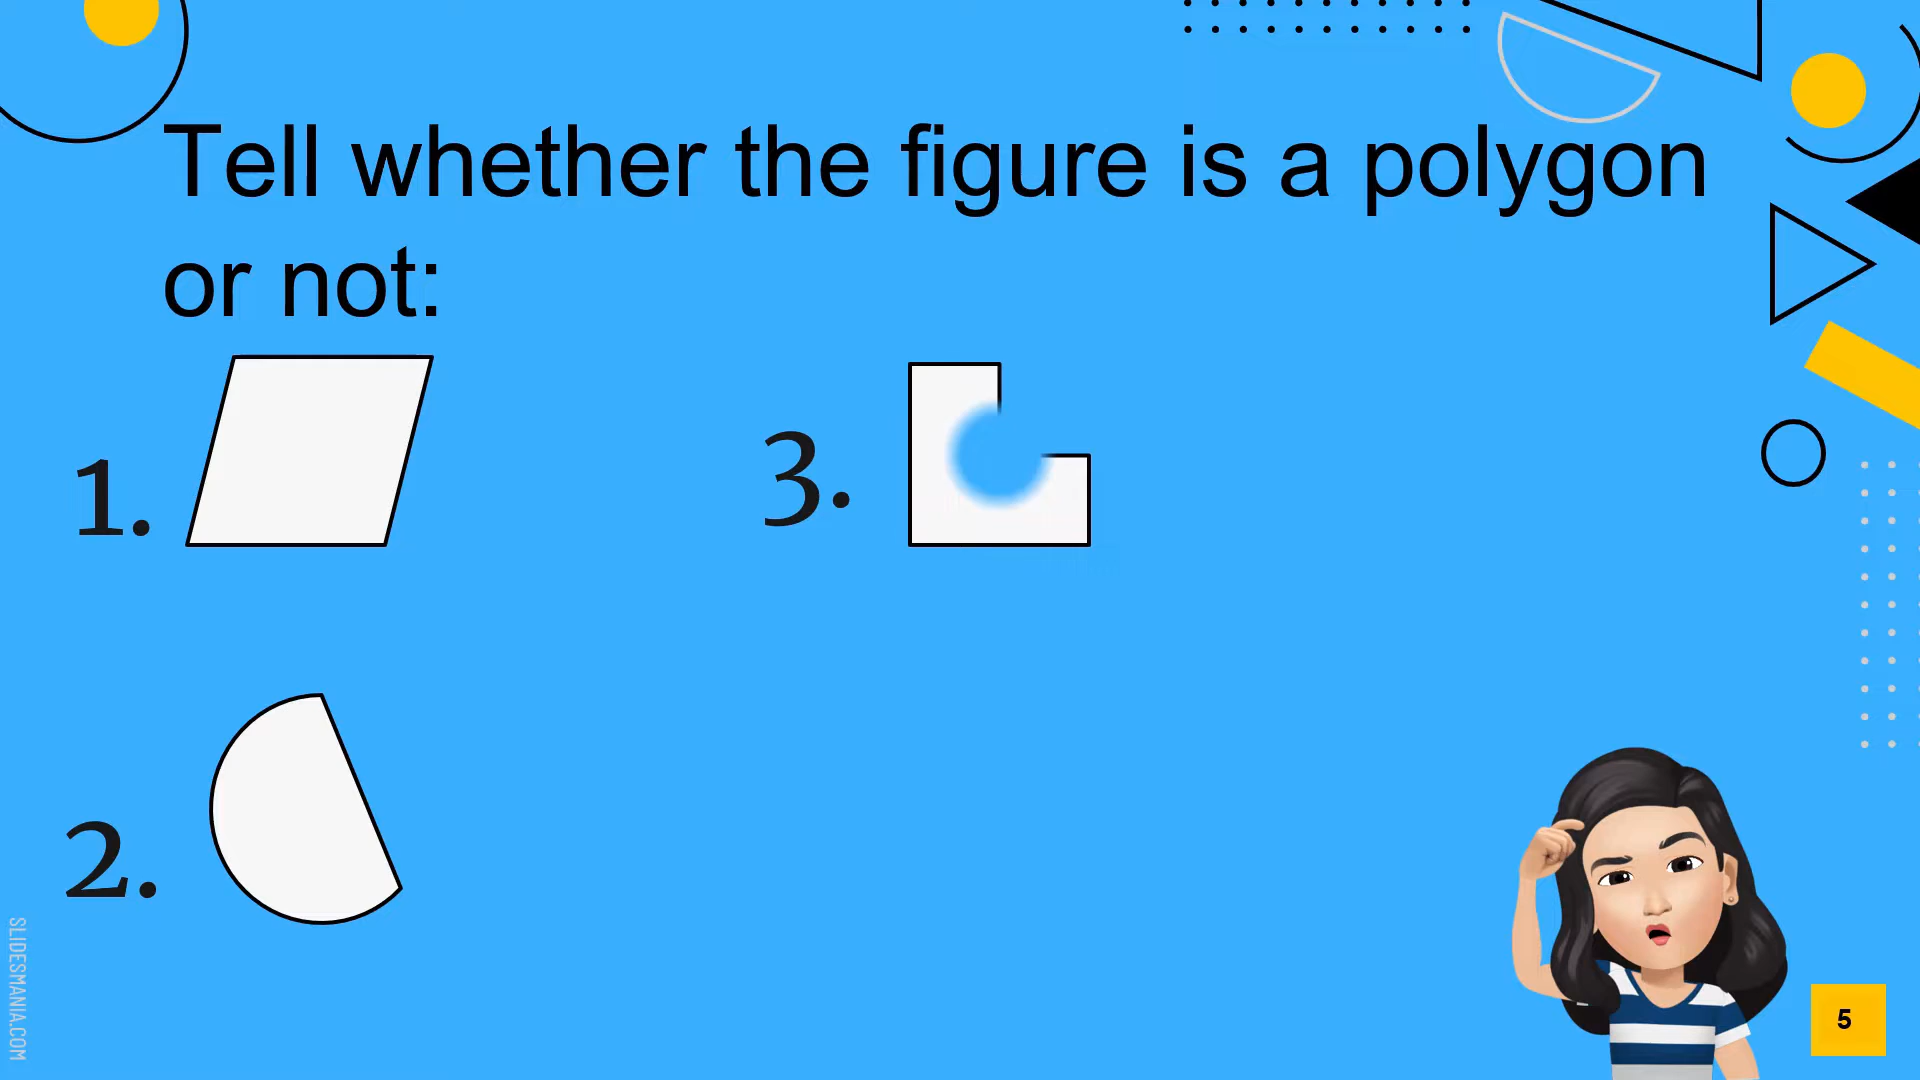 Tell whether the figure is a polygon
or not:
1.
3.
2.
SLIDESMANIA.COM
5